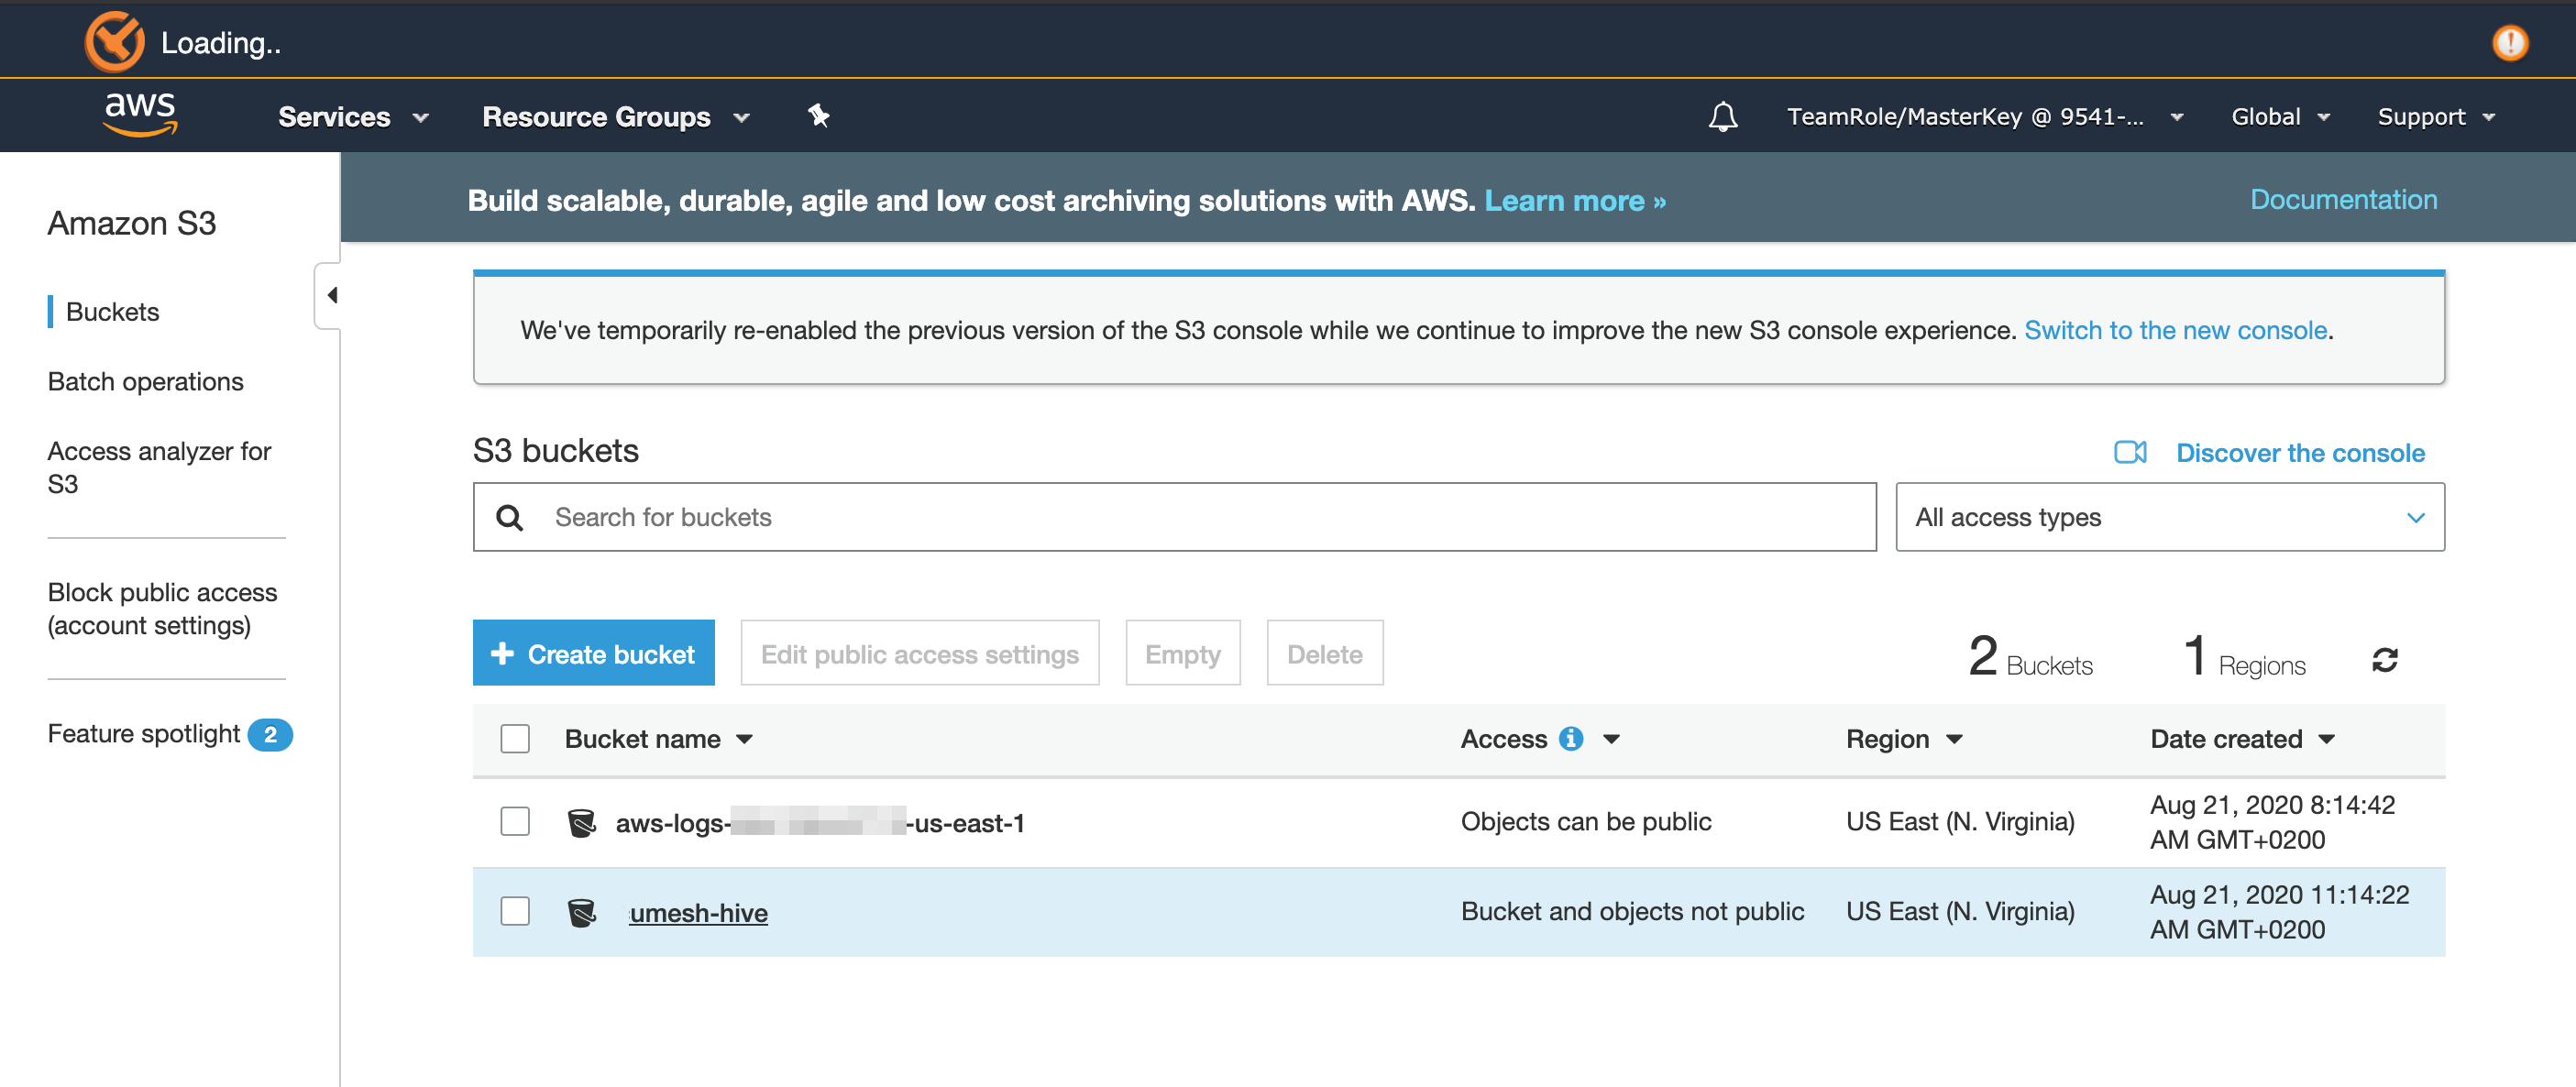 Loading..
aws Services Resource Groups TeamRole/MasterKey @ 9541-... Global Support
Amazon S3
Buckets
Batch operations
Access analyzer for
S3
Block public access
(account settings)
Feature spotlight 2
Build scalable, durable, agile and low cost archiving solutions with AWS. Learn more » Documentation
We've temporarily re-enabled the previous version of the S3 console while we continue to improve the new S3 console experience. Switch to the new console.
S3 buckets Discover the console
Search for buckets All access types
Create bucket Edit public access settings Empty Delete 2 Buckets 1 Regions
Bucket name Access Region Date created
aws-logs- -us-east-1 Objects can be public US East (N. Virginia) Aug 21, 2020 8:14:42
AM GMT+0200
umesh-hive Bucket and objects not public US East (N. Virginia) Aug 21, 2020 11:14:22
AM GMT+0200